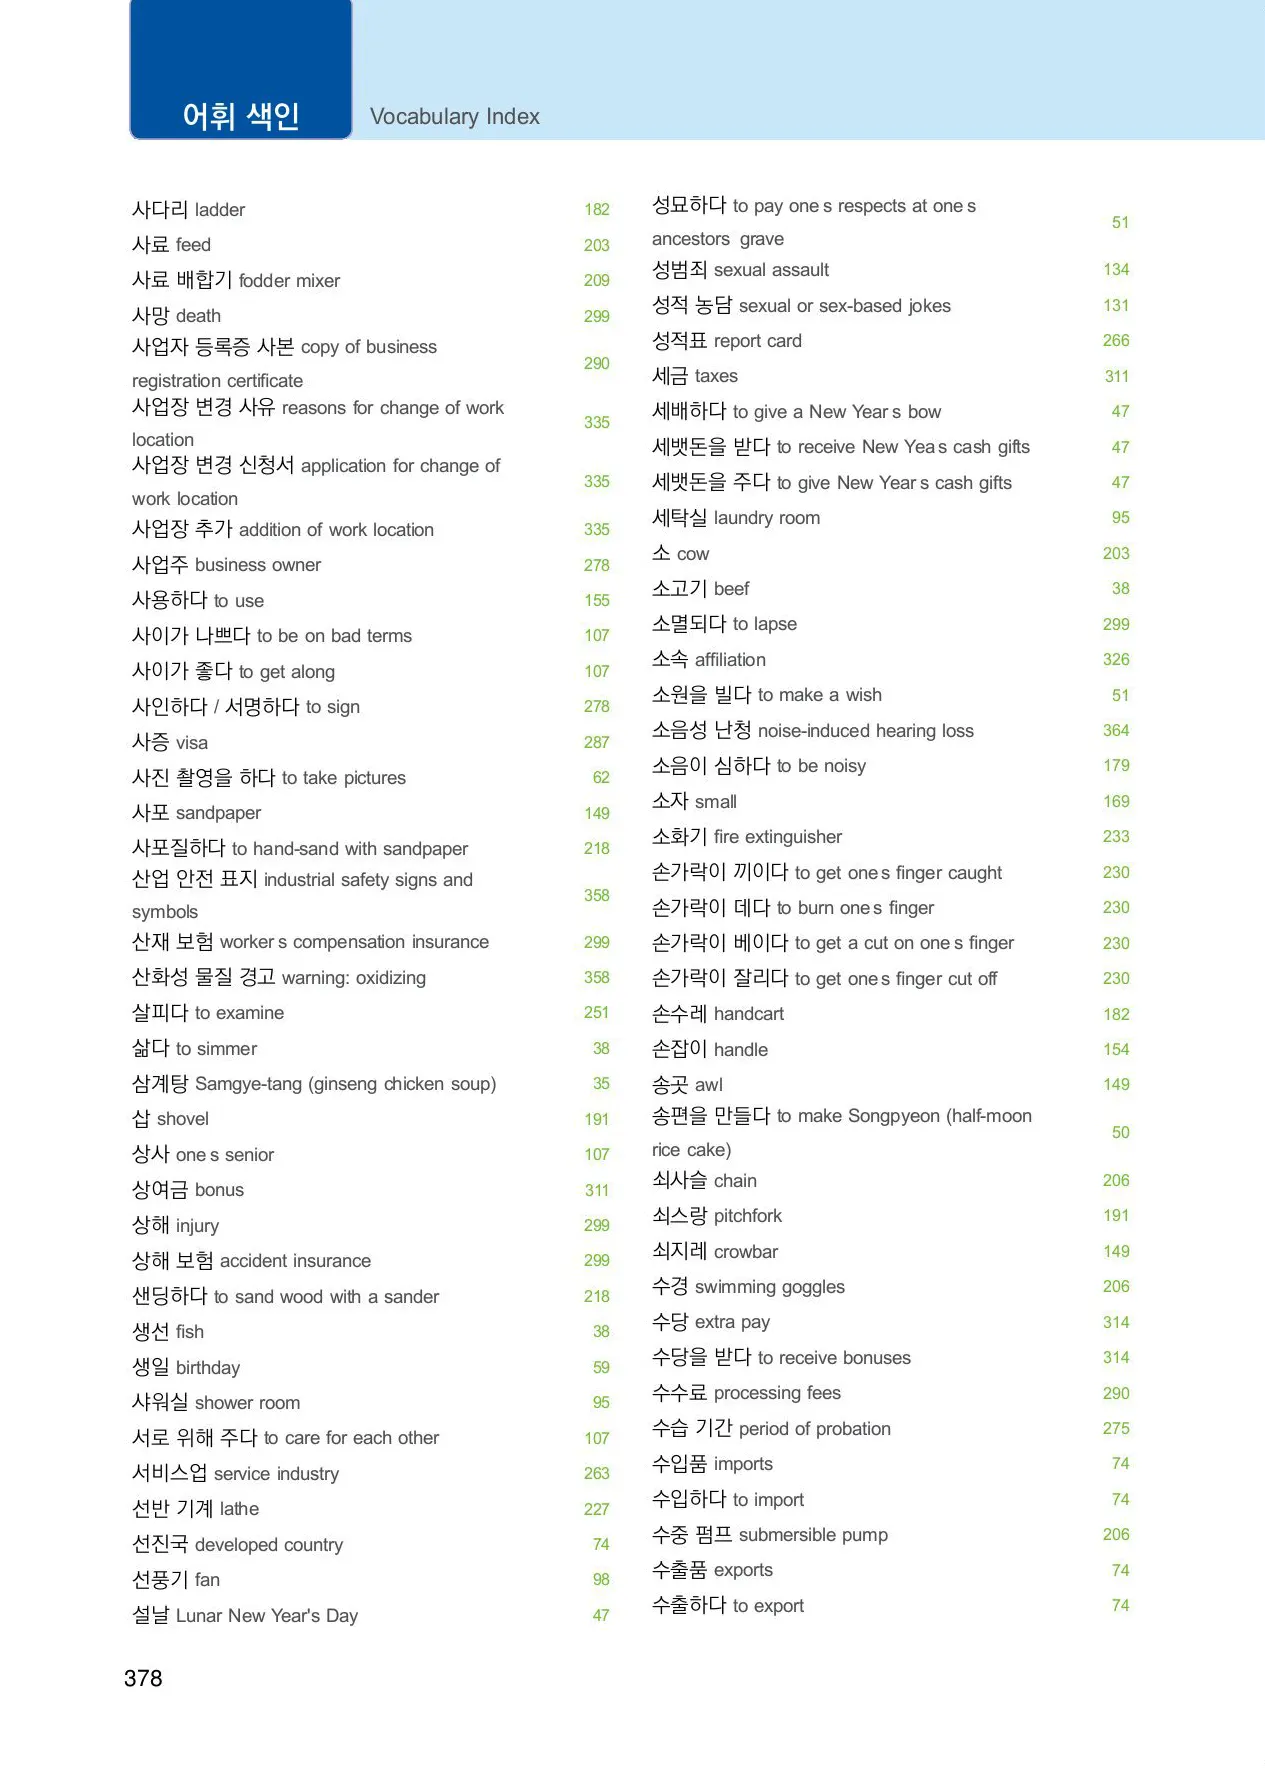 어휘 색인 Vocabulary Index
사다리 ladder 182
사료 feed 203
사료 배합기 fodder mixer 209
사망 death 299
사업자 등록증 사본 copy of business
registration certificate 290
사업장 변경 사유 reasons for change of work
location 335
사업장 변경 신청서 application for change of
work location 335
사업장 추가 addition of work location 335
사업주 business owner 278
사용하다 to use 155
사이가 나쁘다 to be on bad terms 107
사이가 좋다 to get along 107
사인하다 / 서명하다 to sign 278
사증 visa 287
사진 촬영을 하다 to take pictures 62
사포 sandpaper 149
사포질하다 to hand-sand with sandpaper 218
산업 안전 표지 industrial safety signs and
symbols 358
산재 보험 worker s compensation insurance 299
산화성 물질 경고 warning: oxidizing 358
살피다 to examine 251
삶다 to simmer 38
삼계탕 Samgye-tang (ginseng chicken soup) 35
삽 shovel 191
상사 one s senior 107
상여금 bonus 311
상해 injury 299
상해 보험 accident insurance 299
샌딩하다 to sand wood with a sander 218
생선 fish 38
생일 birthday 59
샤워실 shower room 95
서로 위해 주다 to care for each other 107
서비스업 service industry 263
선반 기계 lathe 227
선진국 developed country 74
선풍기 fan 98
설날 Lunar New Year's Day 47
성묘하다 to pay one s respects at one s
ancestors grave 51
성범죄 sexual assault 134
성적 농담 sexual or sex-based jokes 131
성적표 report card 266
세금 taxes 311
세배하다 to give a New Year s bow 47
세뱃돈을 받다 to receive New Yea s cash gifts 47
세뱃돈을 주다 to give New Year s cash gifts 47
세탁실 laundry room 95
소 cow 203
소고기 beef 38
소멸되다 to lapse 299
소속 affiliation 326
소원을 빌다 to make a wish 51
소음성 난청 noise-induced hearing loss 364
소음이 심하다 to be noisy 179
소자 small 169
소화기 fire extinguisher 233
손가락이 끼이다 to get one s finger caught 230
손가락이 데다 to burn one s finger 230
손가락이 베이다 to get a cut on one s finger 230
손가락이 잘리다 to get one s finger cut off 230
손수레 handcart 182
손잡이 handle 154
송곳 awl 149
송편을 만들다 to make Songpyeon (half-moon
rice cake) 50
쇠사슬 chain 206
쇠스랑 pitchfork 191
쇠지레 crowbar 149
수경 swimming goggles 206
수당 extra pay 314
수당을 받다 to receive bonuses 314
수수료 processing fees 290
수습 기간 period of probation 275
수입품 imports 74
수입하다 to import 74
수중 펌프 submersible pump 206
수출품 exports 74
수출하다 to export 74
378